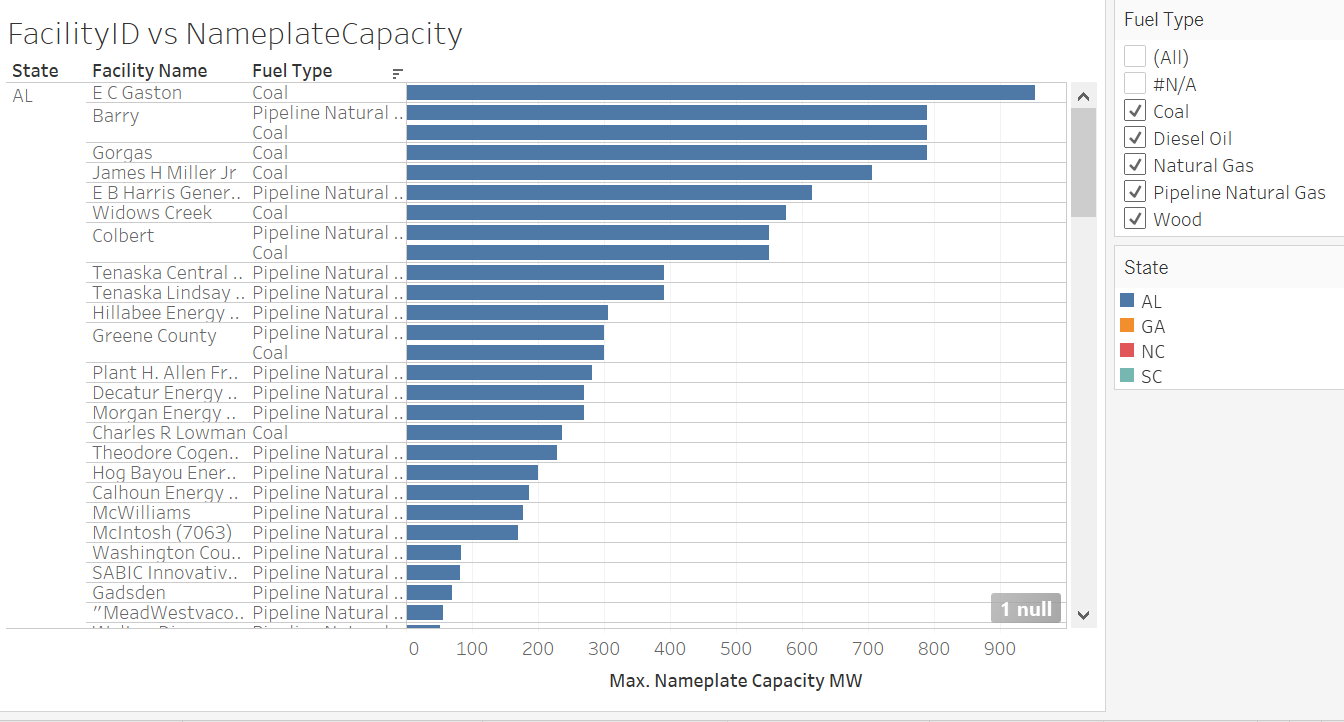 FacilityID vs NameplateCapacity
State Facility Name Fuel Type
AL E C Gaston Coal
Barry Pipeline Natural ..
Coal
Gorgas Coal
James H Miller Jr Coal
E B Harris Gener.. Pipeline Natural ..
Widows Creek Coal
Colbert Pipeline Natural ..
Coal
Tenaska Central .. Pipeline Natural ..
Tenaska Lindsay .. Pipeline Natural ..
Hillabee Energy .. Pipeline Natural ..
Greene County Pipeline Natural ..
Coal
Plant H. Allen Fr.. Pipeline Natural ..
Decatur Energy .. Pipeline Natural ..
Morgan Energy .. Pipeline Natural ..
Charles R Lowman Coal
Theodore Cogen.. Pipeline Natural ..
Hog Bayou Ener.. Pipeline Natural ..
Calhoun Energy .. Pipeline Natural ..
McWilliams Pipeline Natural ..
McIntosh (7063) Pipeline Natural ..
Washington Cou.. Pipeline Natural ..
SABIC Innovativ.. Pipeline Natural ..
Gadsden Pipeline Natural ..
"MeadWestvaco.. Pipeline Natural ..
1 null
0 100 200 300 400 500 600 700 800 900
Max. Nameplate Capacity MW
Fuel Type
(All)
#N/A
Coal
Diesel Oil
Natural Gas
Pipeline Natural Gas
Wood
State
AL
GA
NC
SC